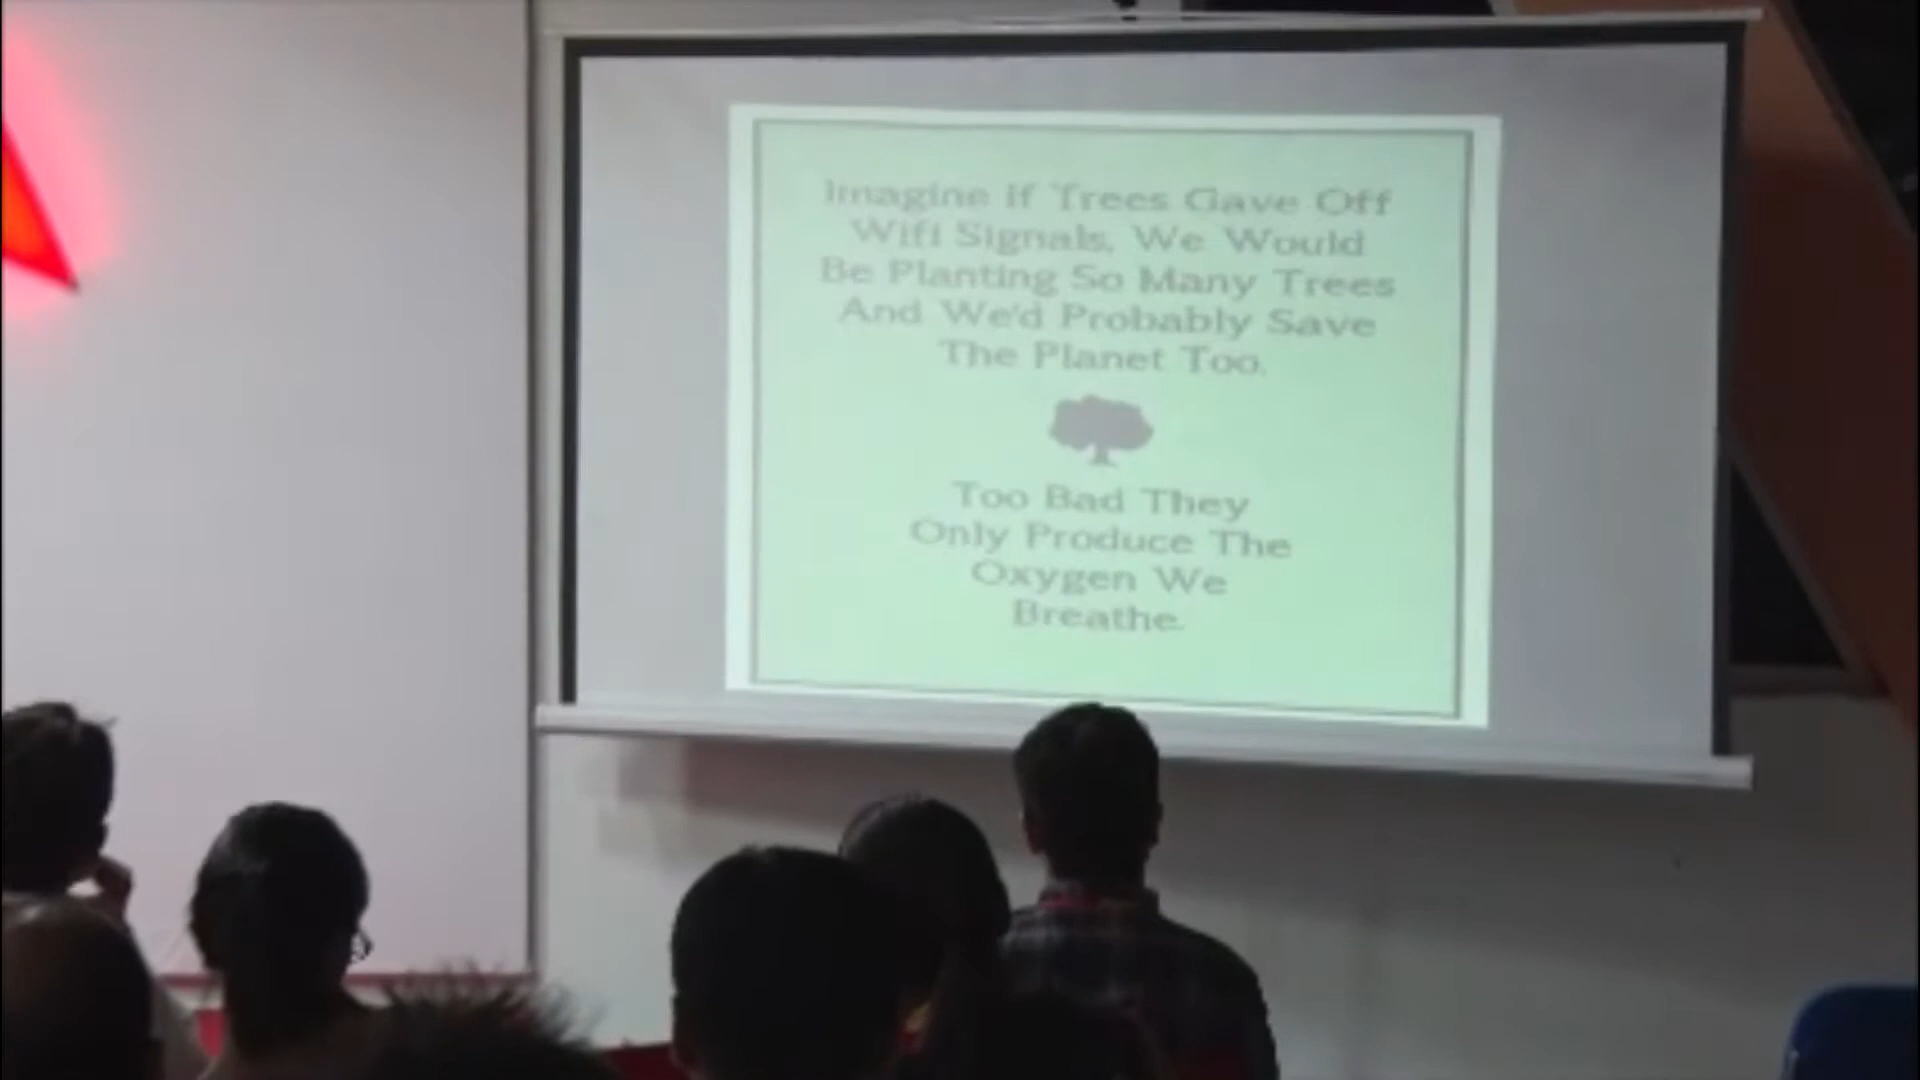 Imagine if Trees Gave Off
Wifi Signals, We Would
Be Planting So Many Trees
And We'd Probably Save
The Planet Too.
Too Bad They
Only Produce The
Oxygen We
Breathe.